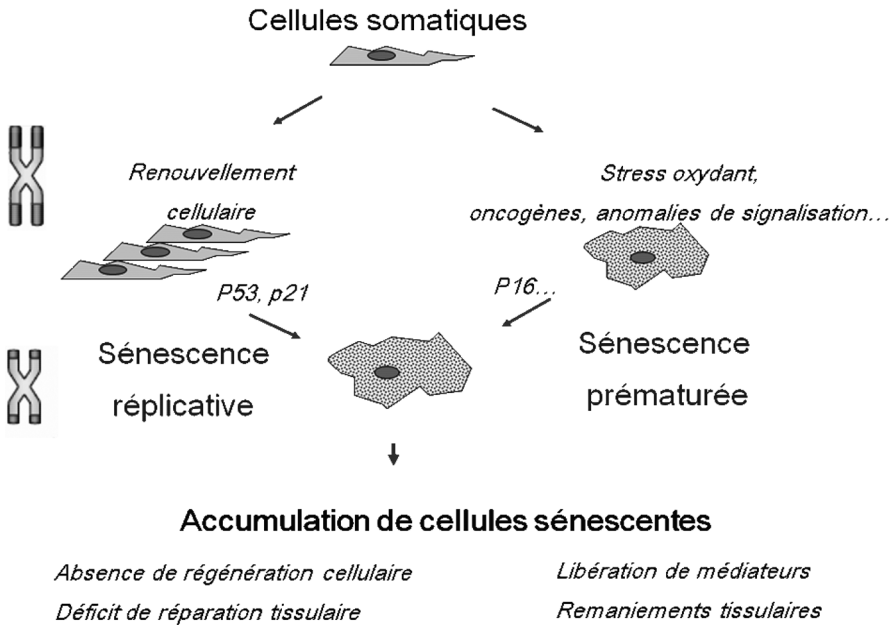 Cellules somatiques
Renouvellement
cellulaire
Stress oxydant,
oncogènes, anomalies de signalisation...
P53, p21
P16...
Sénescence
réplicative
Sénescence
prématurée
Accumulation de cellules sénescentes
Absence de régénération cellulaire
Déficit de réparation tissulaire
Libération de médiateurs
Remaniements tissulaires